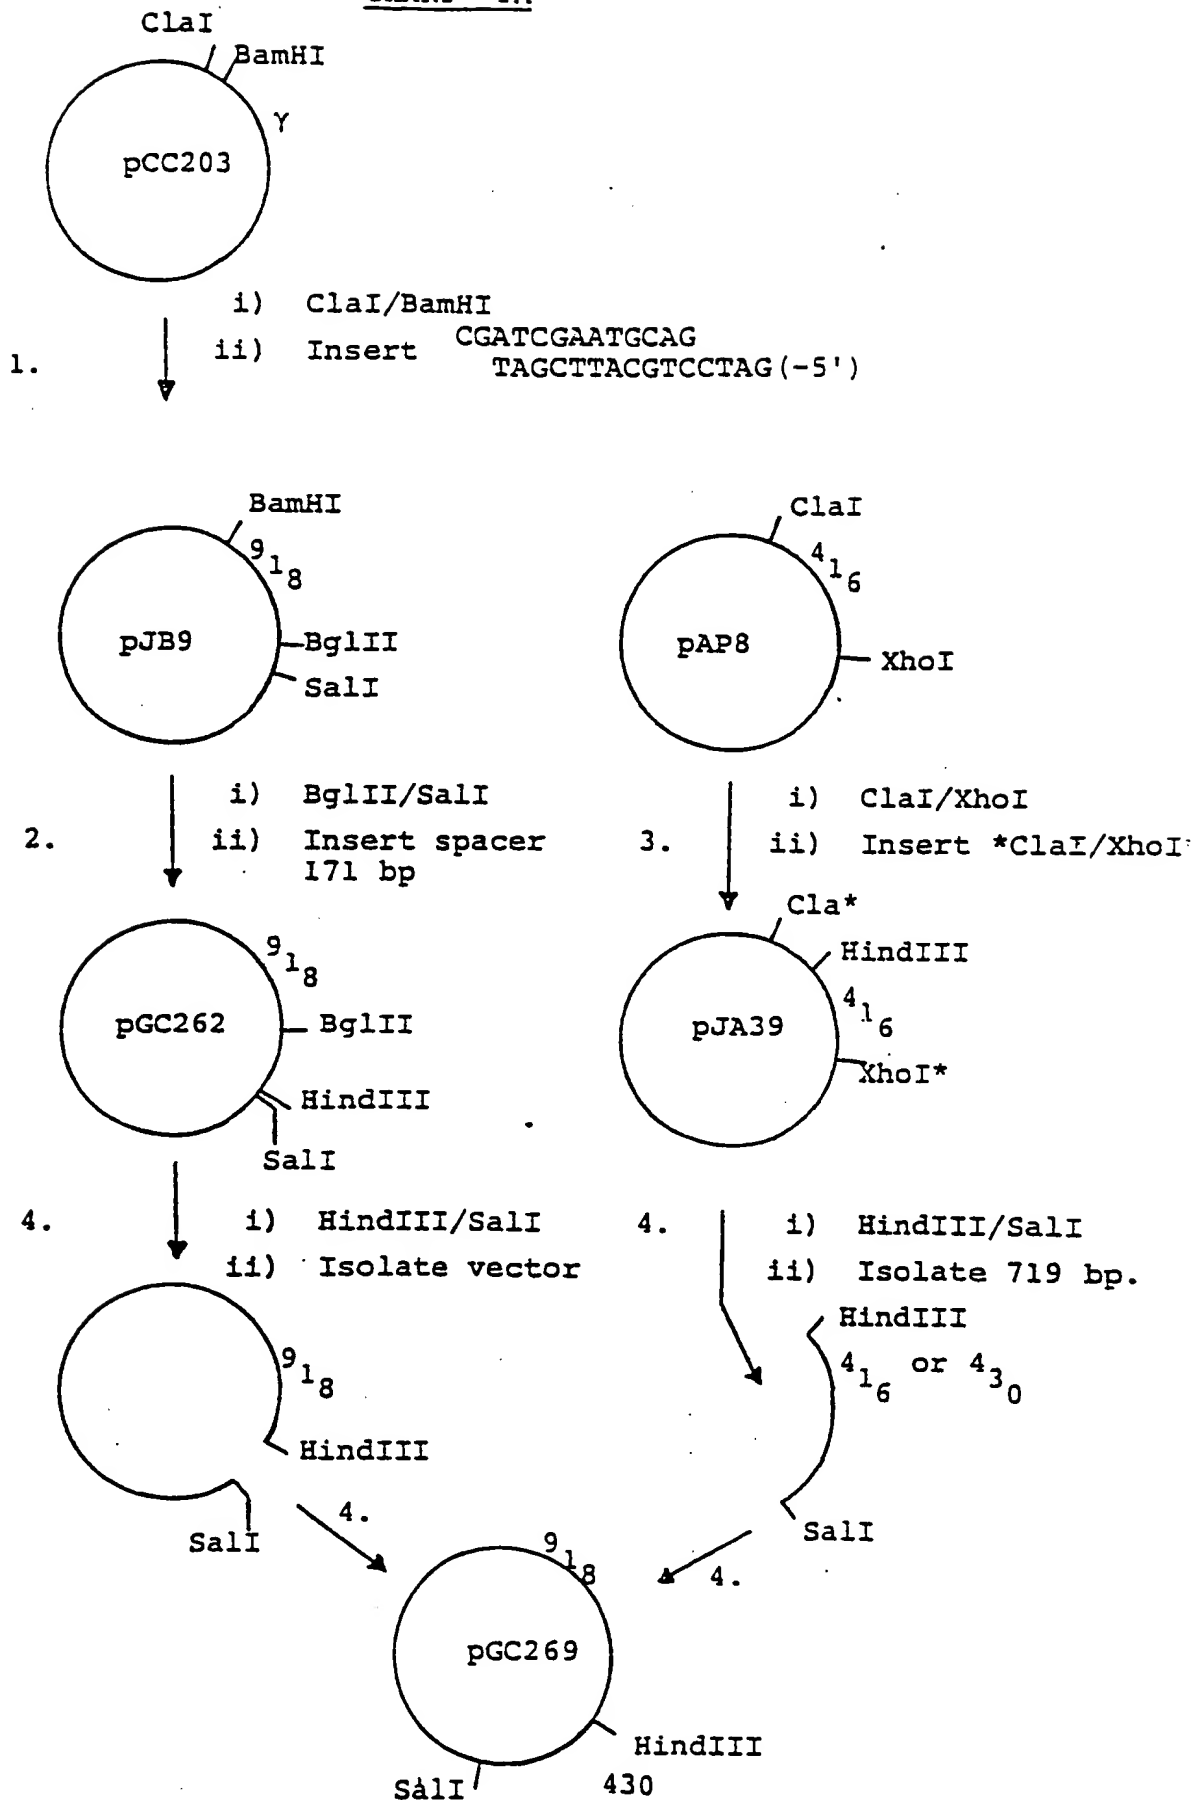 ClaI
BamHI
γ
pCC203
i) ClaI/BamHI
1.
ii) Insert CGATCGAATGCAG
TAGCTTACGTCCTAG(-5')
BamHI
918
pJB9
BglII
SalI
ClaI
416
pAP8
XhoI
2.
i) BglII/SalI
ii) Insert spacer
171 bp
3.
i) ClaI/XhoI
ii) Insert *ClaI/XhoI
918
pGC262
BglII
HindIII
SalI
Cla*
HindIII
416
pJA39
XhoI*
4.
i) HindIII/SalI
ii) Isolate vector
4.
i) HindIII/SalI
ii) Isolate 719 bp.
918
HindIII
SalI
4.
HindIII
416 or 430
SalI
4.
918
pGC269
HindIII
430
SalI